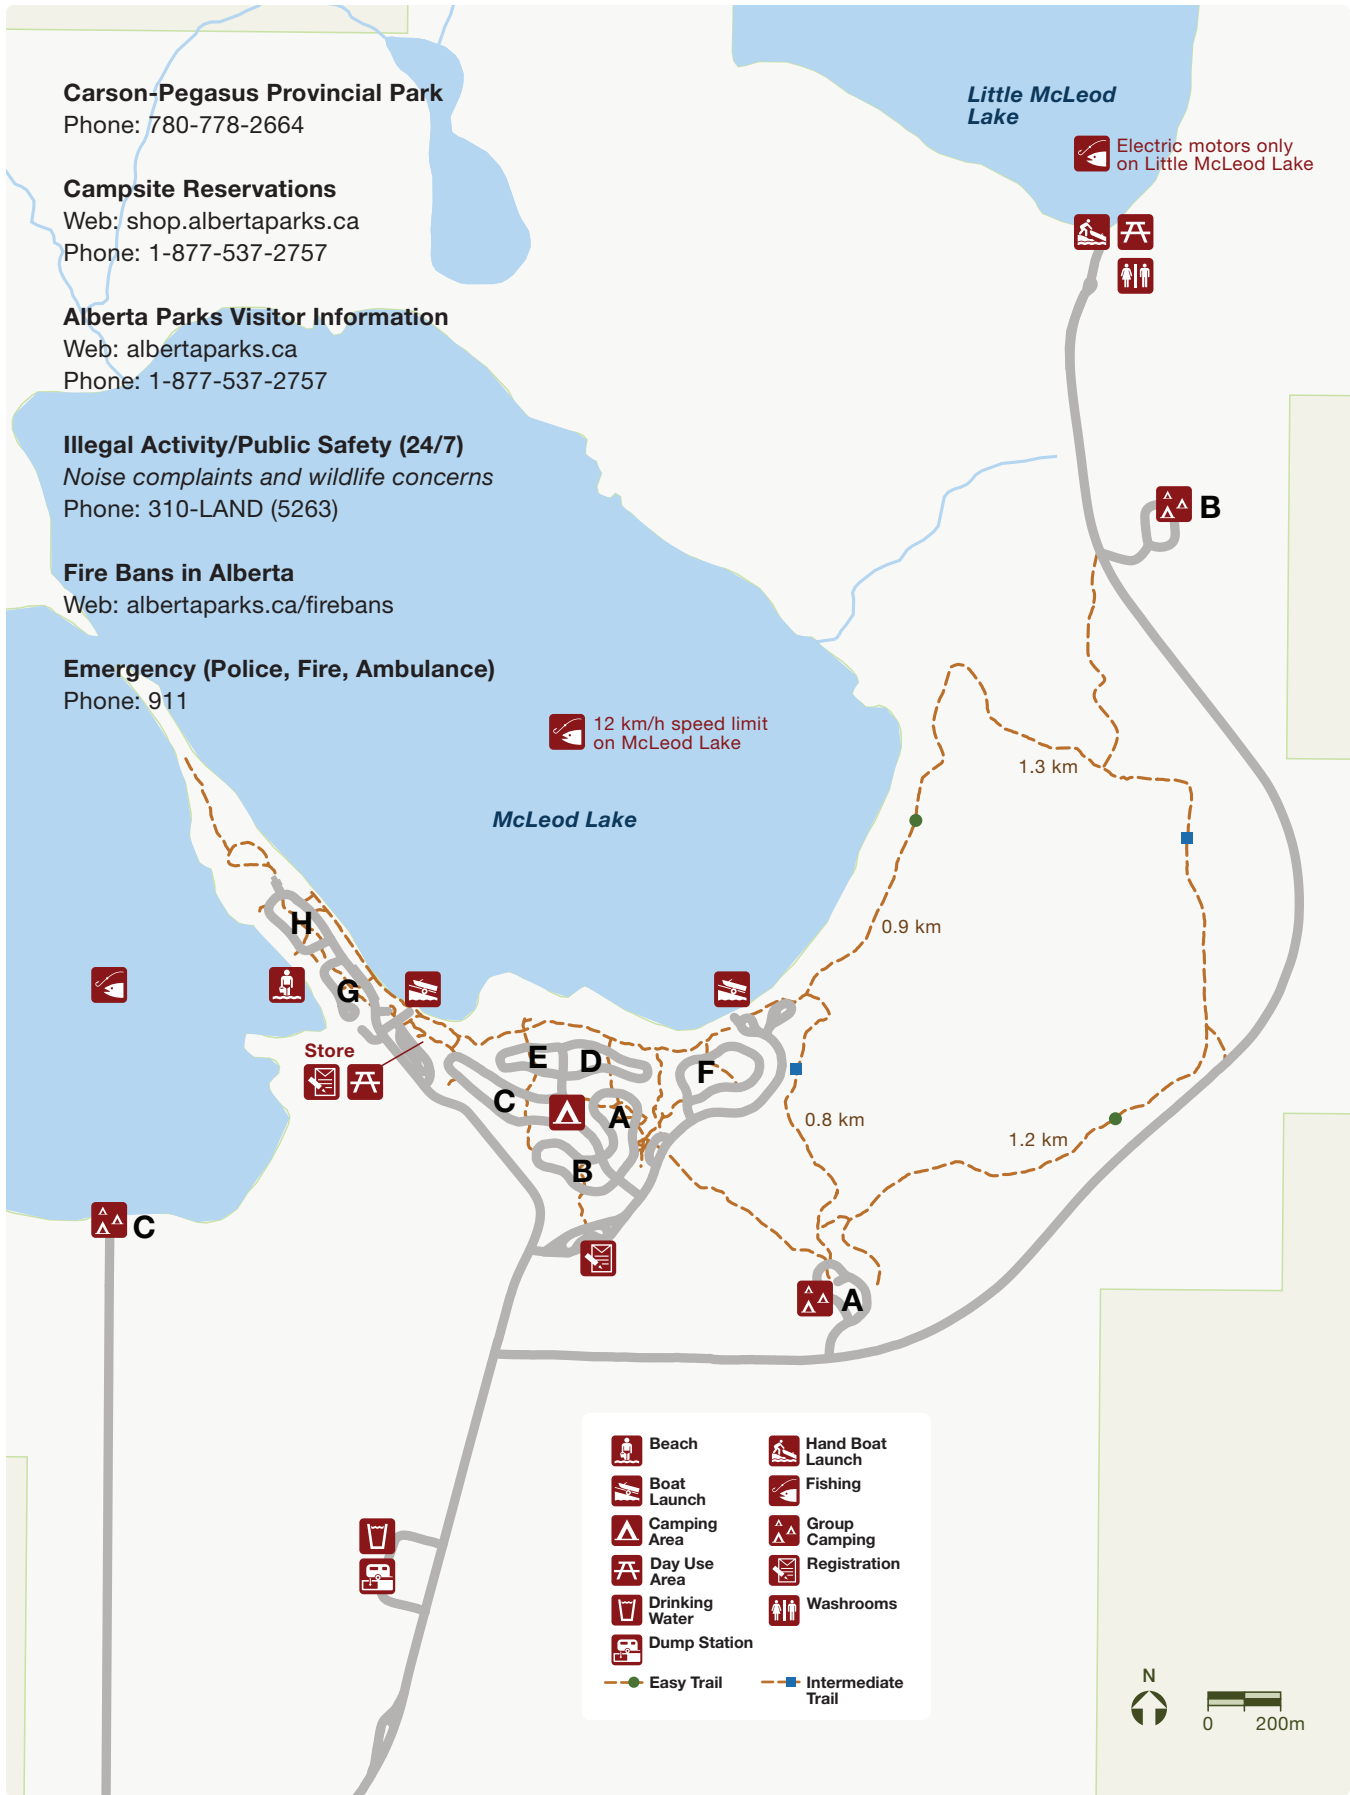 Carson-Pegasus Provincial Park
Phone: 780-778-2664
Campsite Reservations
Web: shop.albertaparks.ca
Phone: 1-877-537-2757
Alberta Parks Visitor Information
Web: albertaparks.ca
Phone: 1-877-537-2757
Illegal Activity/Public Safety (24/7)
Noise complaints and wildlife concerns
Phone: 310-LAND (5263)
Fire Bans in Alberta
Web: albertaparks.ca/firebans
Emergency (Police, Fire, Ambulance)
Phone: 911
Little McLeod
Lake
Electric motors only
on Little McLeod Lake
B
12 km/h speed limit
on McLeod Lake
McLeod Lake
1.3 km
0.9 km
H
G
Store
E
D
F
C
A
B
0.8 km
1.2 km
C
A
Beach
Boat
Launch
Camping
Area
Day Use
Area
Drinking
Water
Dump Station
Easy Trail
Hand Boat
Launch
Fishing
Group
Camping
Registration
Washrooms
Intermediate
Trail
N
0 200m